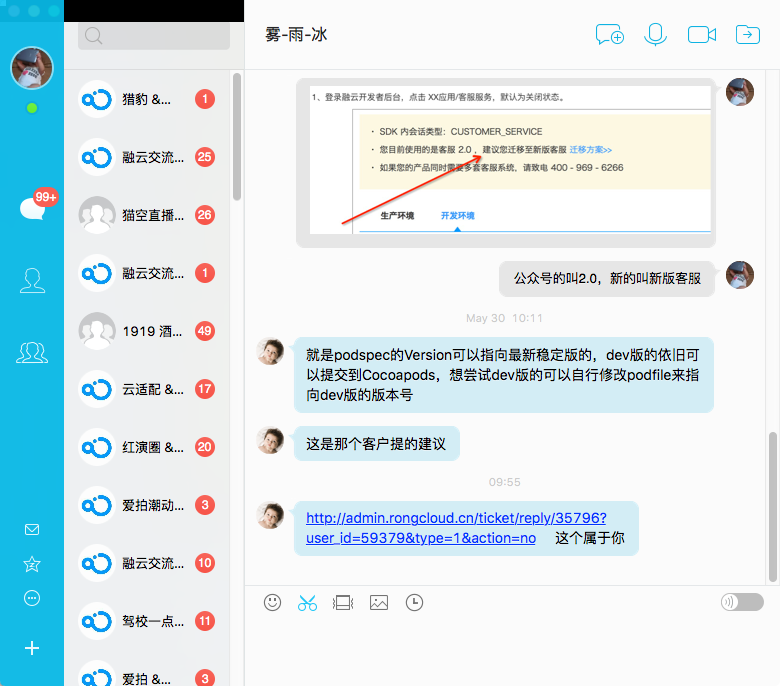 雾-雨-冰
99+
猎豹 &... 1
融云交流... 25
猫空直播... 26
融云交流... 1
1919 酒... 49
云适配 &... 17
红演圈 &... 20
爱拍潮动... 3
融云交流... 10
驾校一点... 11
爱拍 &... 3
1、登录融云开发者后台，点击 XX应用/客服服务，默认为关闭状态。
· SDK 内会话类型：CUSTOMER_SERVICE
· 您目前使用的是客服 2.0 ，建议您迁移至新版客服 迁移方案>>
· 如果您的产品同时需要多套客服系统，请致电 400 - 969 - 6266
生产环境 开发环境
公众号的叫2.0，新的叫新版客服
May 30 10:11
就是podspec的Version可以指向最新稳定版的，dev版的依旧可
以提交到Cocoapods，想尝试dev版的可以自行修改podfile来指
向dev版的版本号
这是那个客户提的建议
09:55
http://admin.rongcloud.cn/ticket/reply/35796?
user_id=59379&type=1&action=no 这个属于你